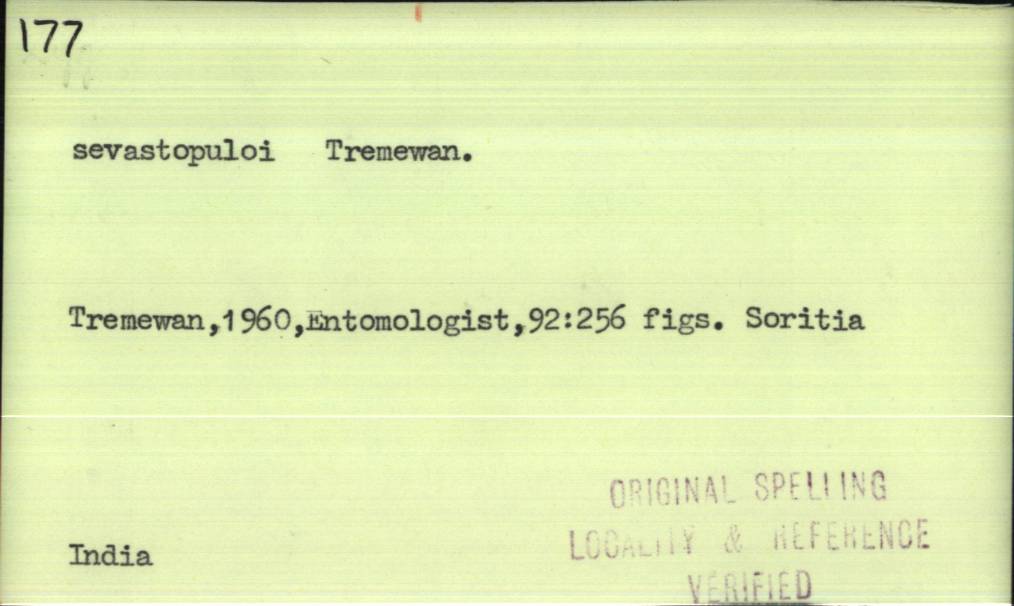 177
sevastopuloi Tremewan.
Tremewan,1960,Entomologist,92:256 figs. Soritia
India
ORIGINAL SPELLING
LOCALITY & REFERENCE
VERIFIED